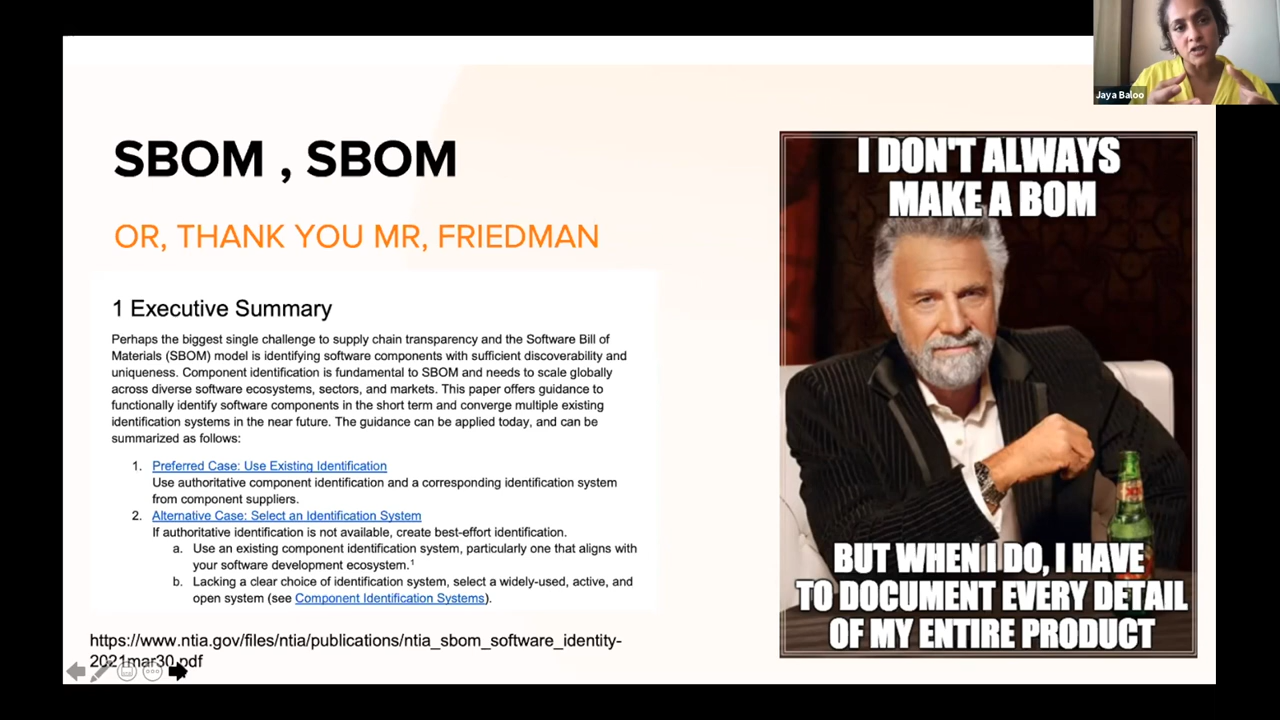 Jaya Baloo
SBOM , SBOM
OR, THANK YOU MR, FRIEDMAN
1 Executive Summary
Perhaps the biggest single challenge to supply chain transparency and the Software Bill of
Materials (SBOM) model is identifying software components with sufficient discoverability and
uniqueness. Component identification is fundamental to SBOM and needs to scale globally
across diverse software ecosystems, sectors, and markets. This paper offers guidance to
functionally identify software components in the short term and converge multiple existing
identification systems in the near future. The guidance can be applied today, and can be
summarized as follows:
1. Preferred Case: Use Existing Identification
Use authoritative component identification and a corresponding identification system
from component suppliers.
2. Alternative Case: Select an Identification System
If authoritative identification is not available, create best-effort identification.
a. Use an existing component identification system, particularly one that aligns with
your software development ecosystem.¹
b. Lacking a clear choice of identification system, select a widely-used, active, and
open system (see Component Identification Systems).
https://www.ntia.gov/files/ntia/publications/ntia_sbom_software_identity-
2021mar30.pdf
I DON'T ALWAYS
MAKE A BOM
XX
BUT WHEN I DO, I HAVE
TO DOCUMENT EVERY DETAIL
OF MY ENTIRE PRODUCT